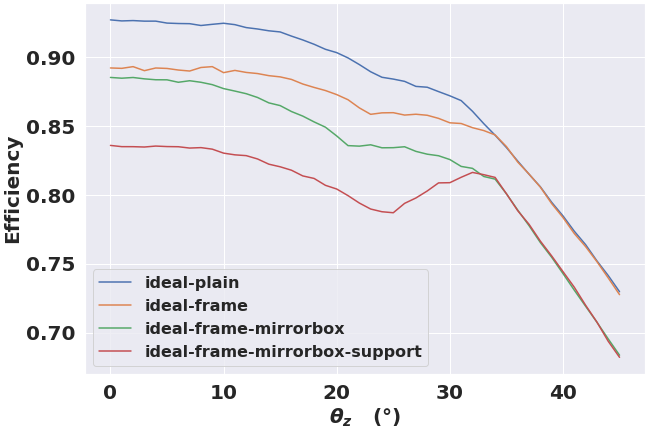 0.90
0.85
0.80
0.75
0.70
Efficiency
ideal-plain
ideal-frame
ideal-frame-mirrorbox
ideal-frame-mirrorbox-support
0 10 20 30 40
θz (°)